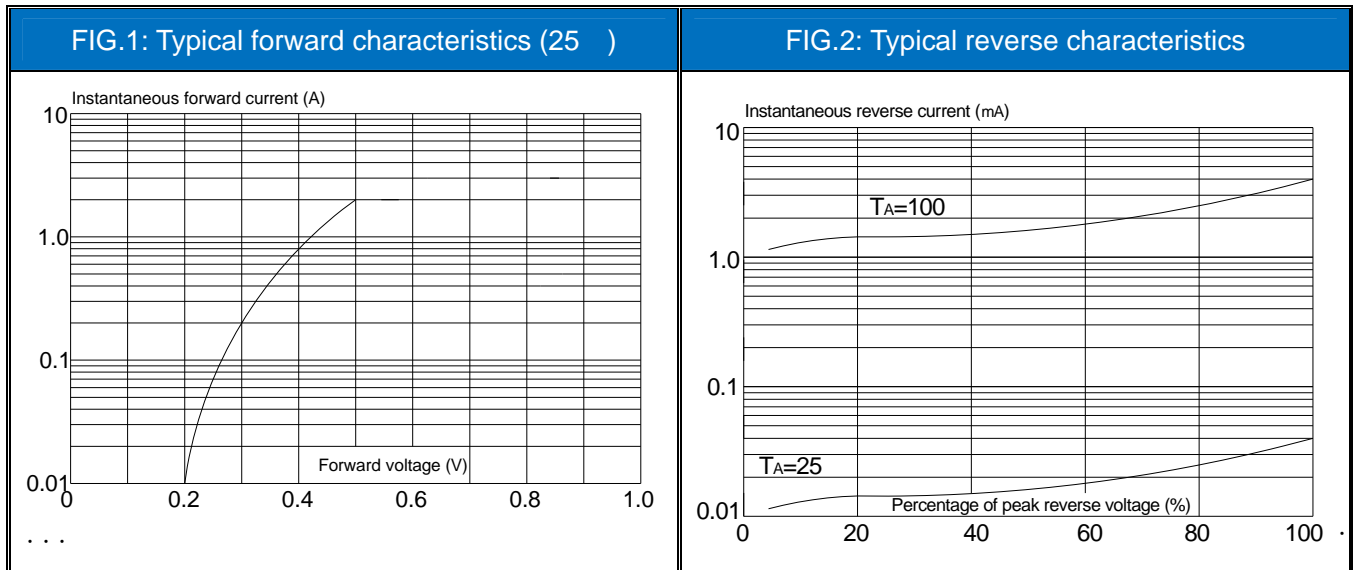 FIG.1: Typical forward characteristics (25 )
Instantaneous forward current (A)
10
1.0
0.1
0.01
Forward voltage (V)
0 0.2 0.4 0.6 0.8 1.0
. . .
FIG.2: Typical reverse characteristics
Instantaneous reverse current (mA)
10
TA=100
1.0
0.1
TA=25
0.01
Percentage of peak reverse voltage (%)
0 20 40 60 80 100 .